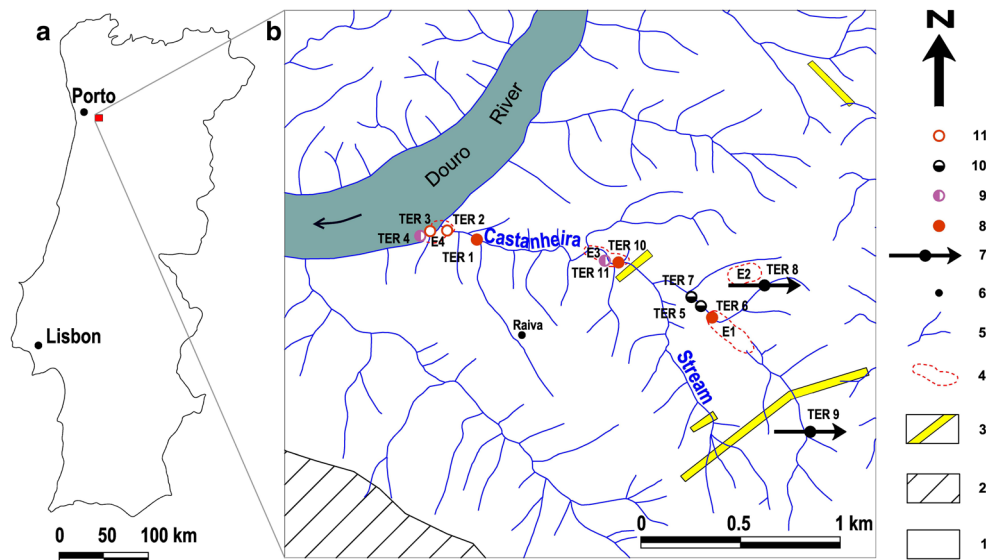 a
Porto
Lisbon
0 50 100 km
b
Douro River
TER 3
TER 2
TER 4
E4
TER 1
Castanheira
E3
TER 10
TER 11
TER 7
E2
TER 8
TER 5
TER 6
E1
Raiva
Stream
TER 9
0 0.5 1 km
N
11
10
9
8
7
6
5
4
3
2
1